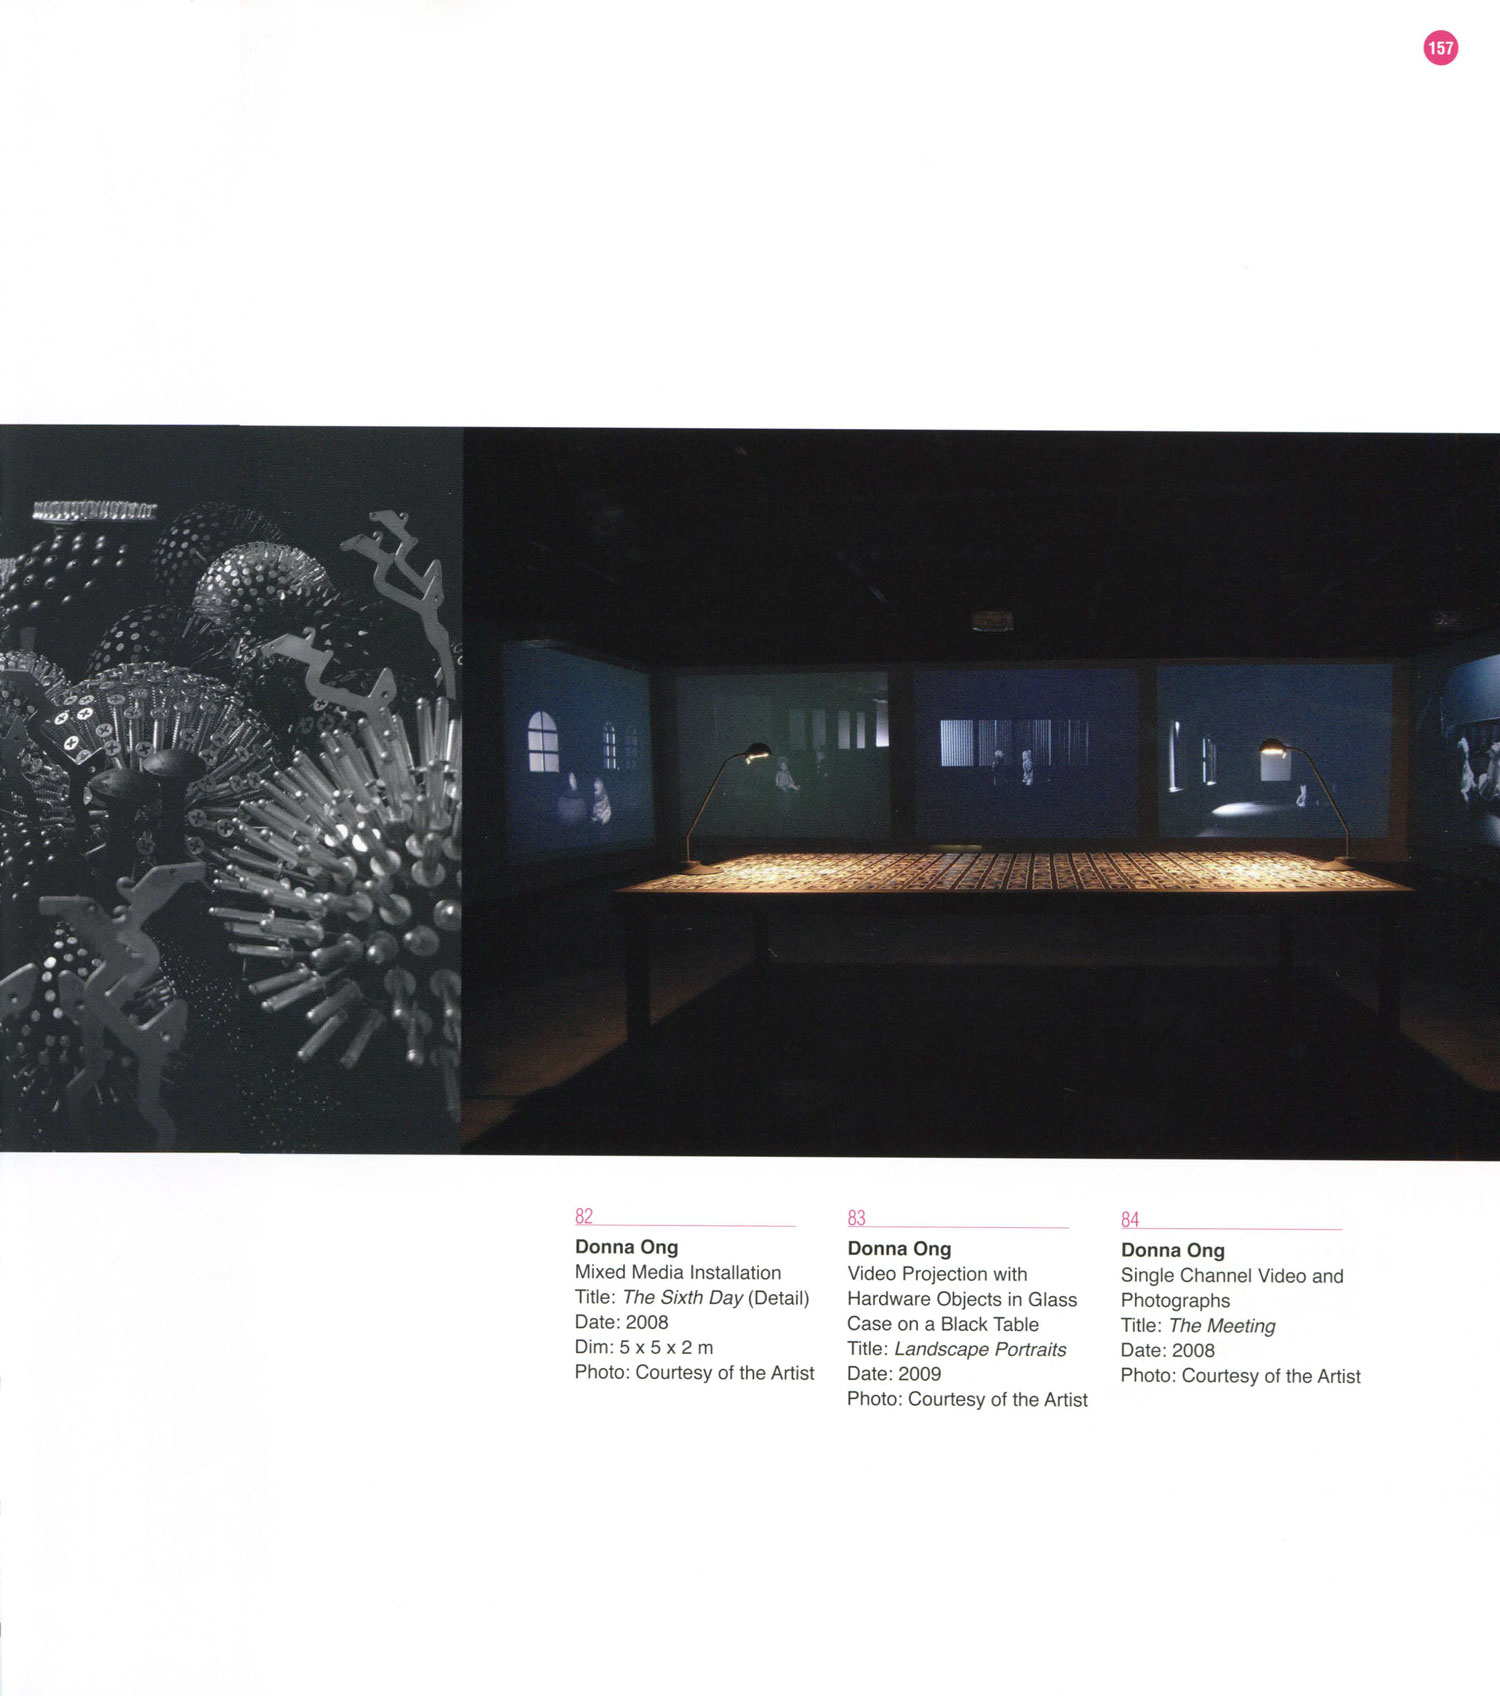 157
82
Donna Ong
Mixed Media Installation
Title: The Sixth Day (Detail)
Date: 2008
Dim: 5 x 5 x 2 m
Photo: Courtesy of the Artist
83
Donna Ong
Video Projection with
Hardware Objects in Glass
Case on a Black Table
Title: Landscape Portraits
Date: 2009
Photo: Courtesy of the Artist
84
Donna Ong
Single Channel Video and
Photographs
Title: The Meeting
Date: 2008
Photo: Courtesy of the Artist